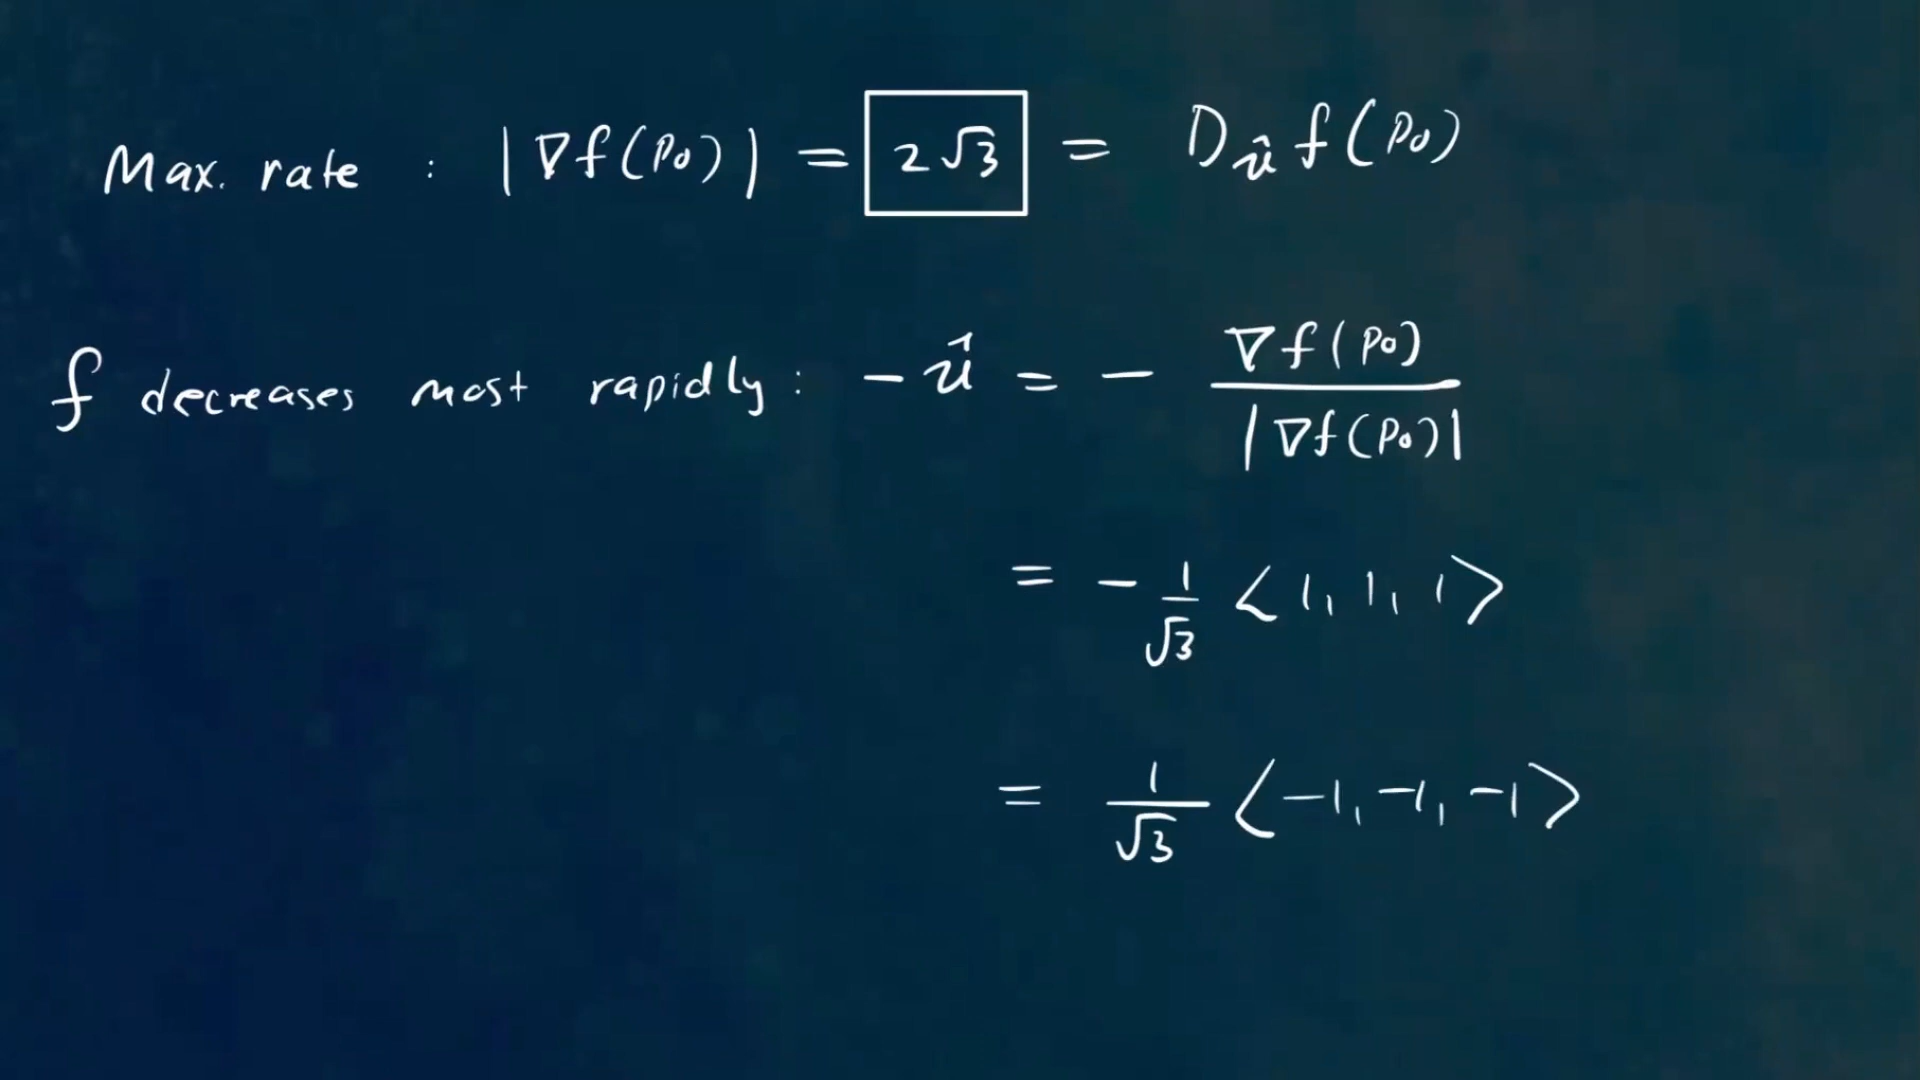 Max. rate : |∇f(P₀)| = 2√3 = D_û f(P₀)
f decreases most rapidly : -û = - ∇f(P₀) / |∇f(P₀)|
= - 1/√3 <1, 1, 1>
= 1/√3 <-1, -1, -1>